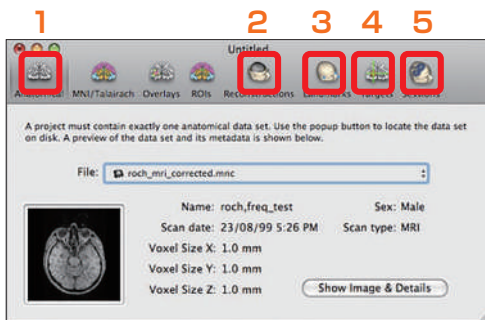 1 2 3 4 5
Untitled
Anatomical MNI/Talairach Overlays ROIs Reconstructions Landmarks Targets Sessions
A project must contain exactly one anatomical data set. Use the popup button to locate the data set
on disk. A preview of the data set and its metadata is shown below.
File: roch_mri_corrected.mnc
Name: roch,freq_test Sex: Male
Scan date: 23/08/99 5:26 PM Scan type: MRI
Voxel Size X: 1.0 mm
Voxel Size Y: 1.0 mm
Voxel Size Z: 1.0 mm Show Image & Details